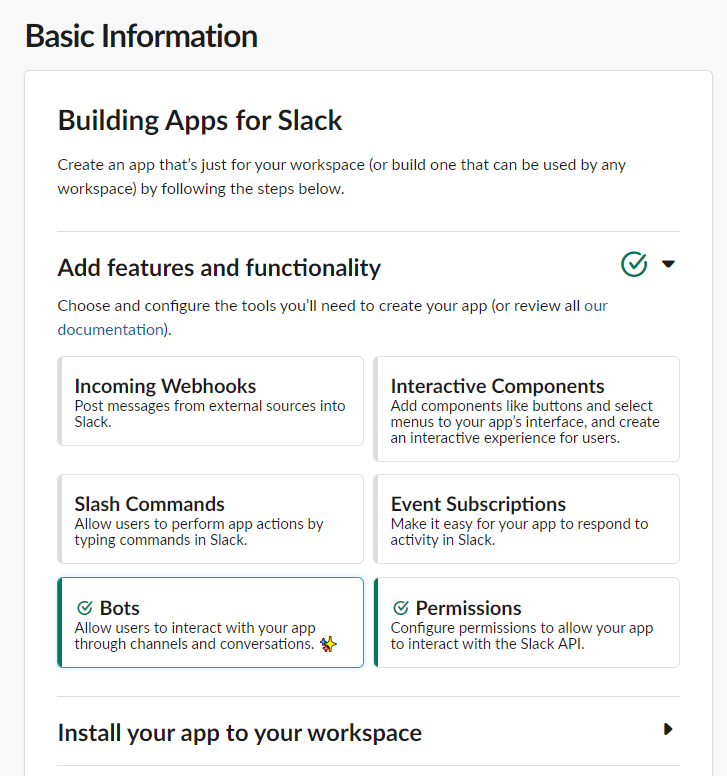 Basic Information
Building Apps for Slack
Create an app that’s just for your workspace (or build one that can be used by any
workspace) by following the steps below.
Add features and functionality
Choose and configure the tools you’ll need to create your app (or review all our
documentation).
Incoming Webhooks
Post messages from external sources into
Slack.
Interactive Components
Add components like buttons and select
menus to your app’s interface, and create
an interactive experience for users.
Slash Commands
Allow users to perform app actions by
typing commands in Slack.
Event Subscriptions
Make it easy for your app to respond to
activity in Slack.
Bots
Allow users to interact with your app
through channels and conversations.
Permissions
Configure permissions to allow your app
to interact with the Slack API.
Install your app to your workspace